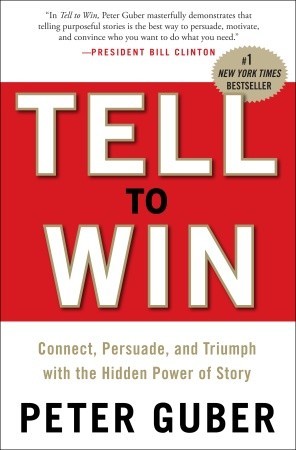 "In Tell to Win, Peter Guber masterfully demonstrates that
telling purposeful stories is the best way to persuade, motivate,
and convince who you want to do what you need."
—PRESIDENT BILL CLINTON
#1
NEW YORK TIMES
BESTSELLER
TELL
TO
WIN
Connect, Persuade, and Triumph
with the Hidden Power of Story
PETER GUBER